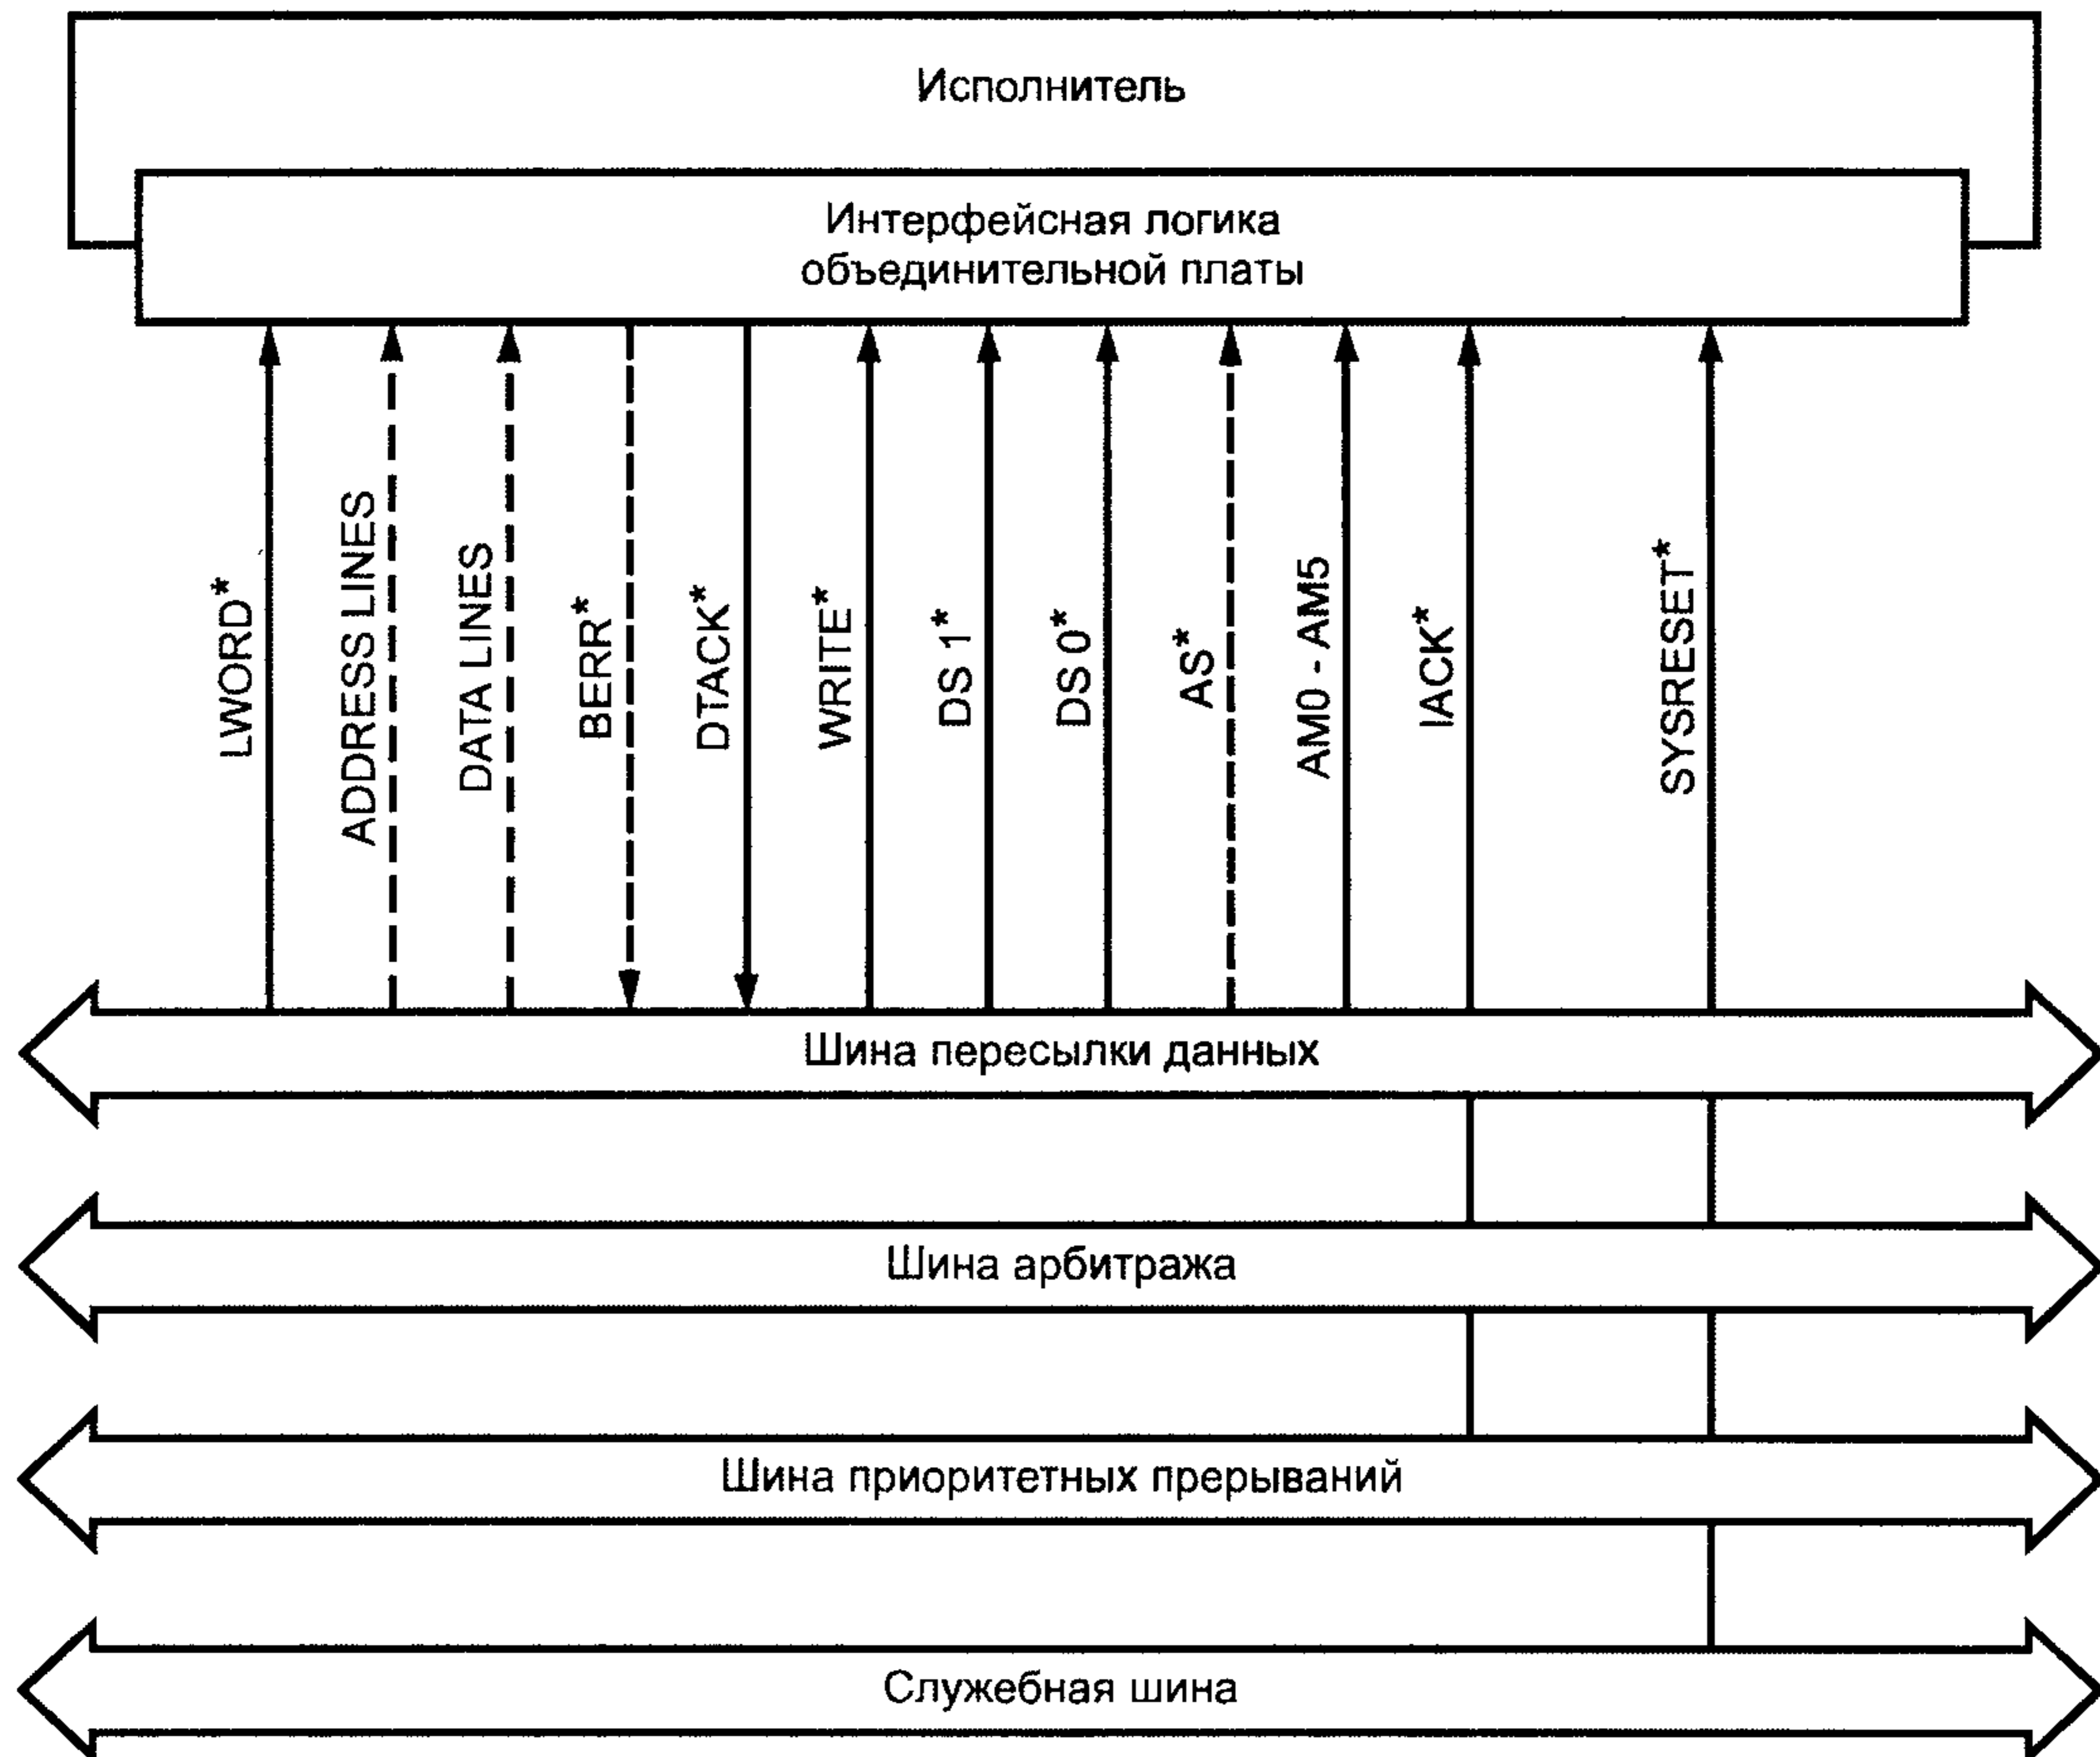 Исполнитель
Интерфейсная логика
объединительной платы
LWORD*
ADDRESS LINES
DATA LINES
BERR*
DTACK*
WRITE*
DS 1*
DS 0*
AS*
AM0 - AM5
IACK*
SYSRESET*
Шина пересылки данных
Шина арбитража
Шина приоритетных прерываний
Служебная шина